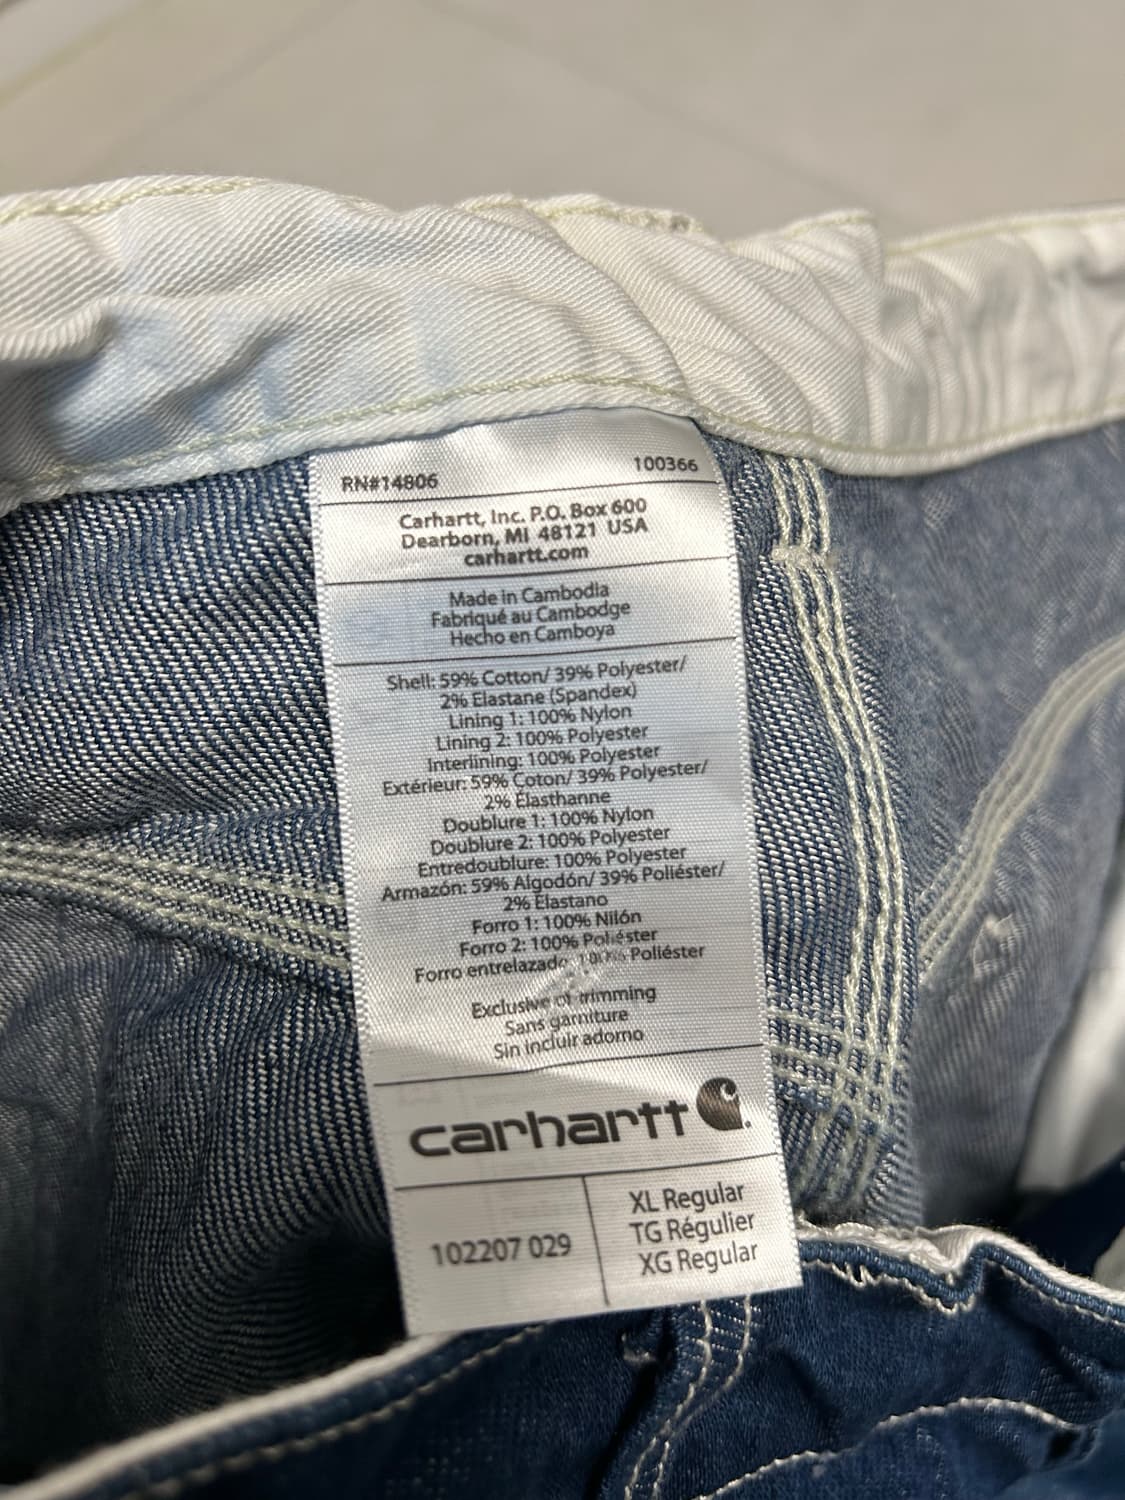 RN#14806 100366
Carhartt, Inc. P.O. Box 600
Dearborn, MI 48121 USA
carhartt.com
Made in Cambodia
Fabriqué au Cambodge
Hecho en Camboya
Shell: 59% Cotton/ 39% Polyester/
2% Elastane (Spandex)
Lining 1: 100% Nylon
Lining 2: 100% Polyester
Interlining: 100% Polyester
Extérieur: 59% Coton/ 39% Polyester/
2% Élasthanne
Doublure 1: 100% Nylon
Doublure 2: 100% Polyester
Entredoublure: 100% Polyester
Armazón: 59% Algodón/ 39% Poliéster/
2% Elastano
Forro 1: 100% Nilón
Forro 2: 100% Poliéster
Forro entrelazado: 100% Poliéster
Exclusive of trimming
Sans garniture
Sin incluir adorno
carhartt
102207 029
XL Regular
TG Régulier
XG Regular